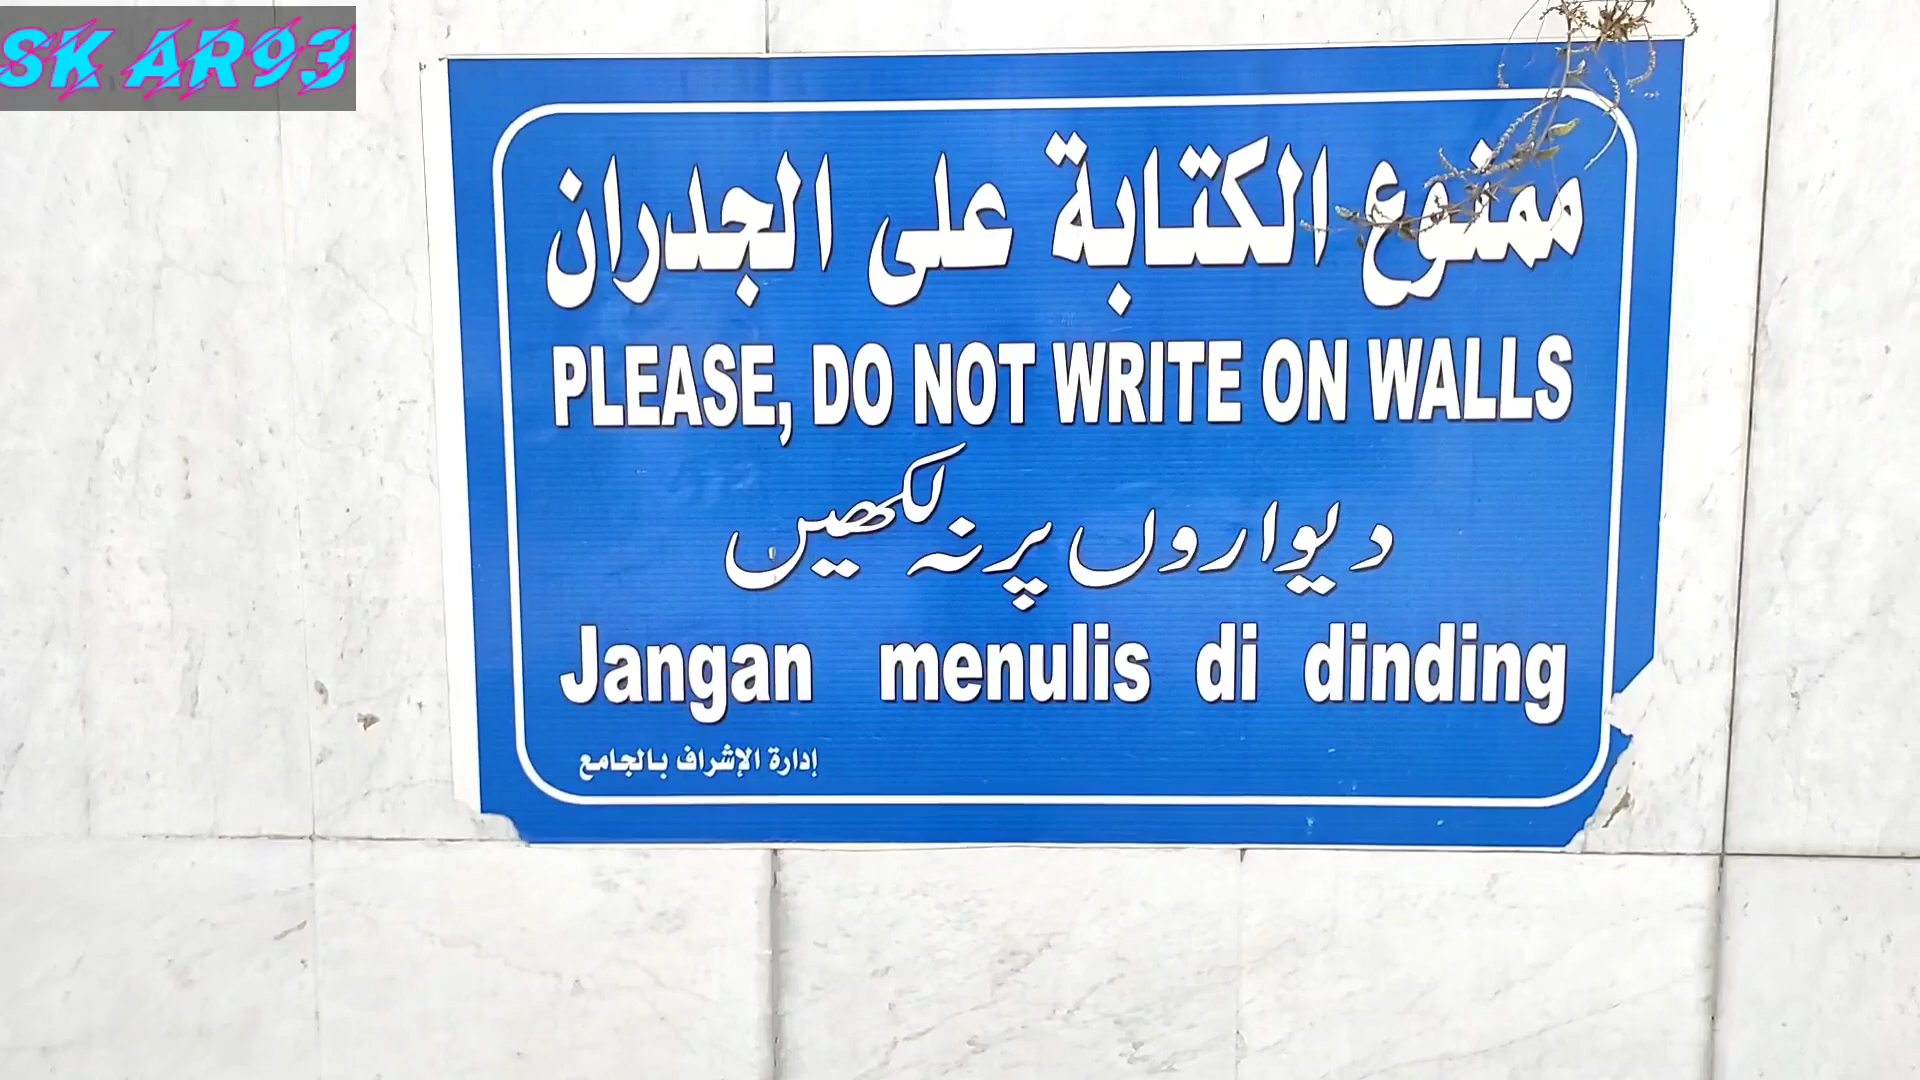 SK AR93
ممنوع الكتابة على الجدران
PLEASE, DO NOT WRITE ON WALLS
دیواروں پر نہ لکھیں
Jangan menulis di dinding
إدارة الإشراف بالجامع